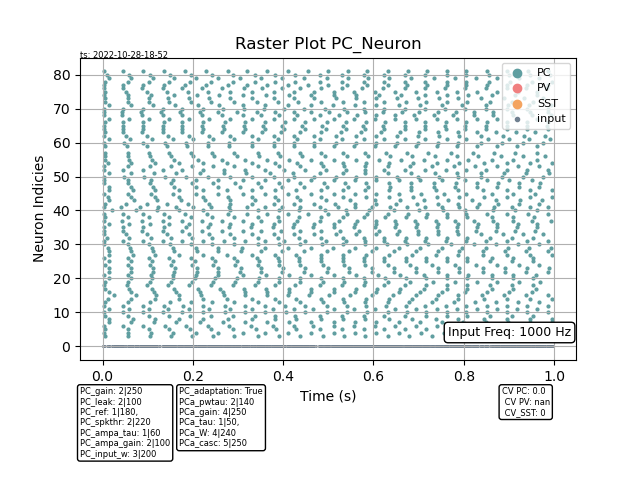 Raster Plot PC_Neuron
ts: 2022-10-28-18-52
80
70
60
50
40
30
20
10
0
Neuron Indicies
PC
PV
SST
input
Input Freq: 1000 Hz
0.0 0.2 0.4 0.6 0.8 1.0
Time (s)
PC_gain: 2|250
PC_leak: 2|100
PC_ref: 1|180,
PC_spkthr: 2|220
PC_ampa_tau: 1|60
PC_ampa_gain: 2|100
PC_input_w: 3|200
PC_adaptation: True
PCa_pwtau: 2|140
PCa_gain: 4|250
PCa_tau: 1|50,
PCa_W: 4|240
PCa_casc: 5|250
CV PC: 0.0
CV PV: nan
CV_SST: 0